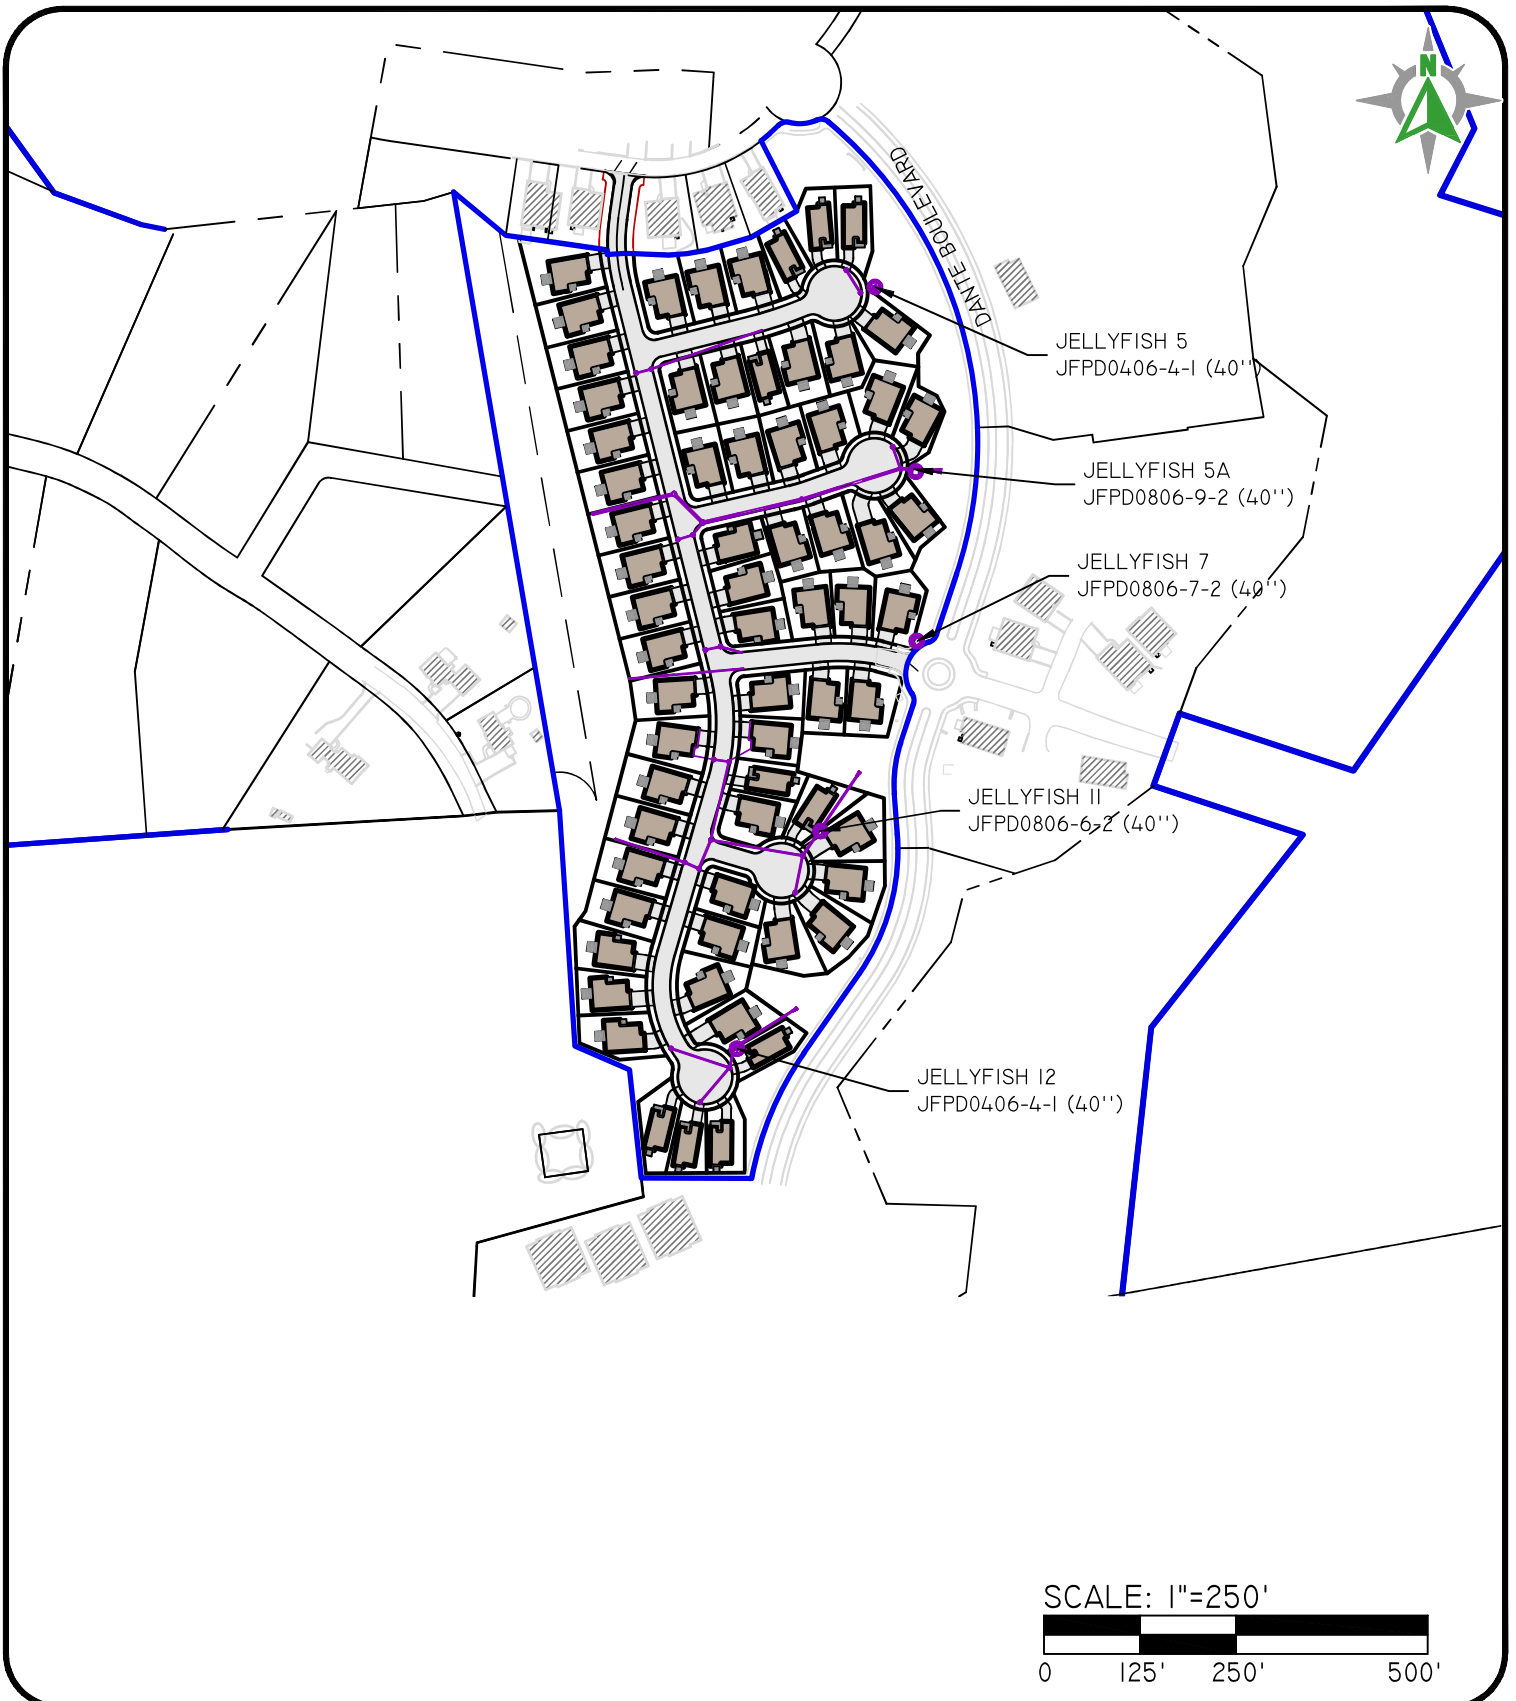 N
DANTE BOULEVARD
JELLYFISH 5
JFPD0406-4-1 (40'')
JELLYFISH 5A
JFPD0806-9-2 (40'')
JELLYFISH 7
JFPD0806-7-2 (40'')
JELLYFISH 11
JFPD0806-6-2 (40'')
JELLYFISH 12
JFPD0406-4-1 (40'')
SCALE: 1"=250'
0 125' 250' 500'